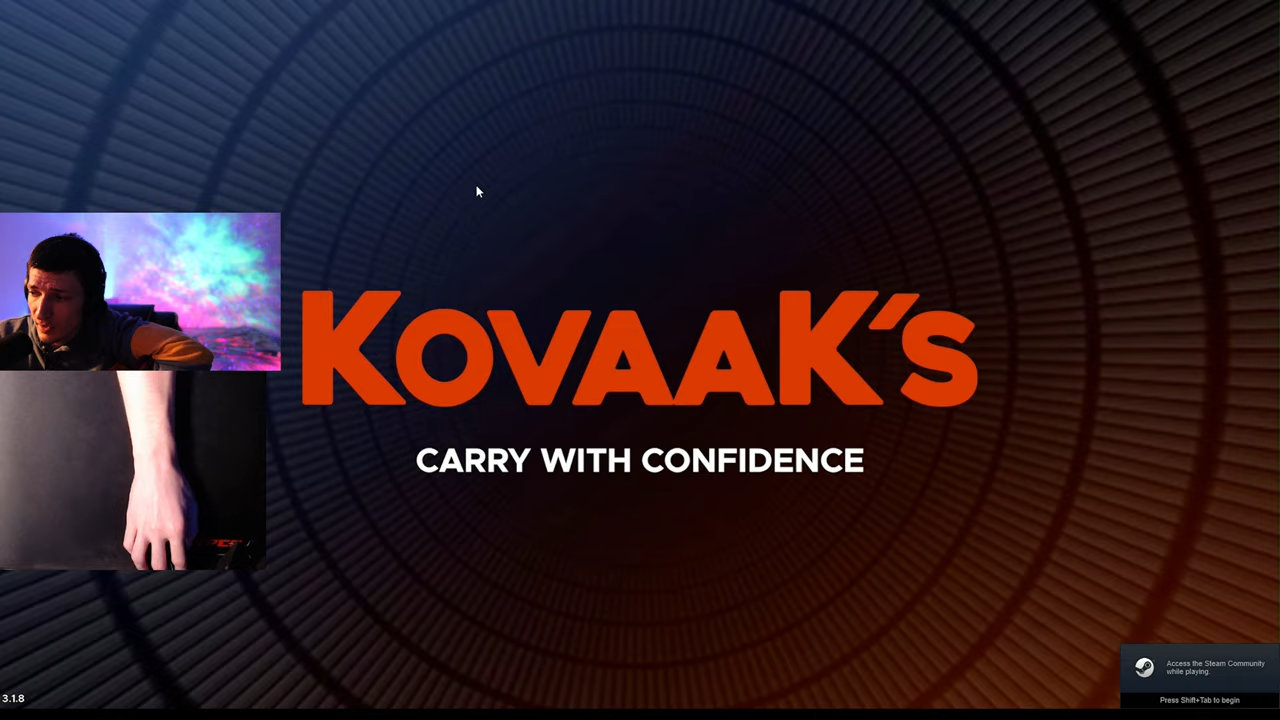 KOVAAK'S
CARRY WITH CONFIDENCE
Access the Steam Community
while playing.
Press Shift+Tab to begin
3.1.8